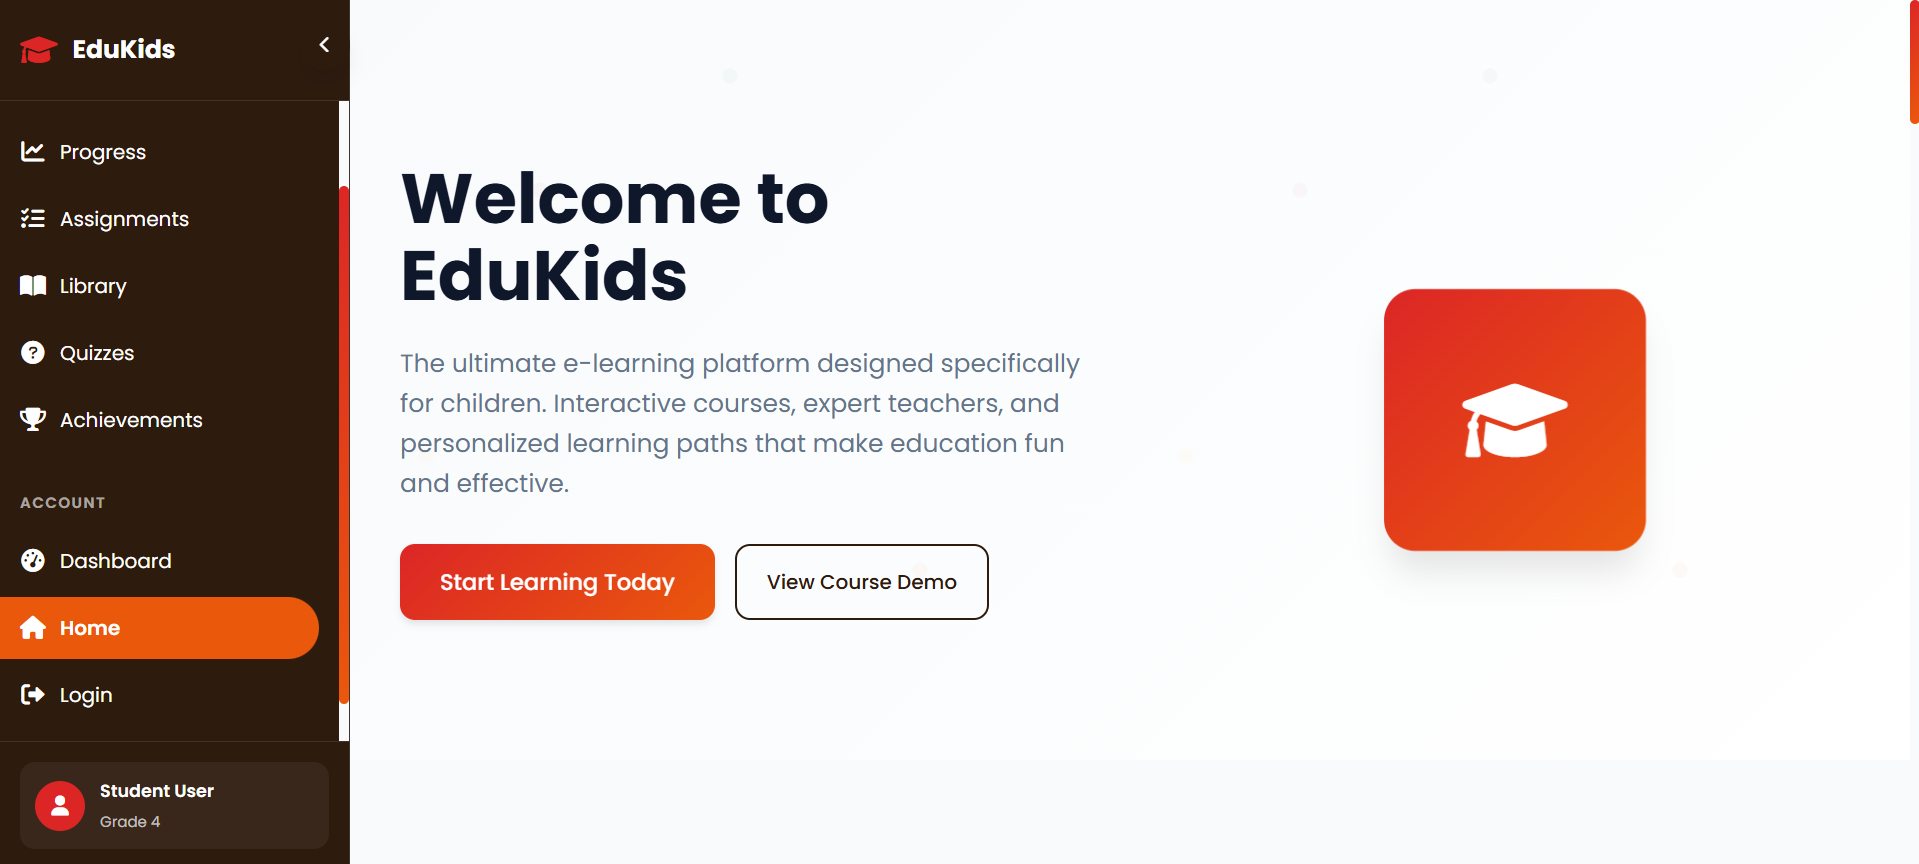 EduKids
Progress
Assignments
Library
Quizzes
Achievements
ACCOUNT
Dashboard
Home
Login
Student User
Grade 4
Welcome to
EduKids
The ultimate e-learning platform designed specifically
for children. Interactive courses, expert teachers, and
personalized learning paths that make education fun
and effective.
Start Learning Today
View Course Demo